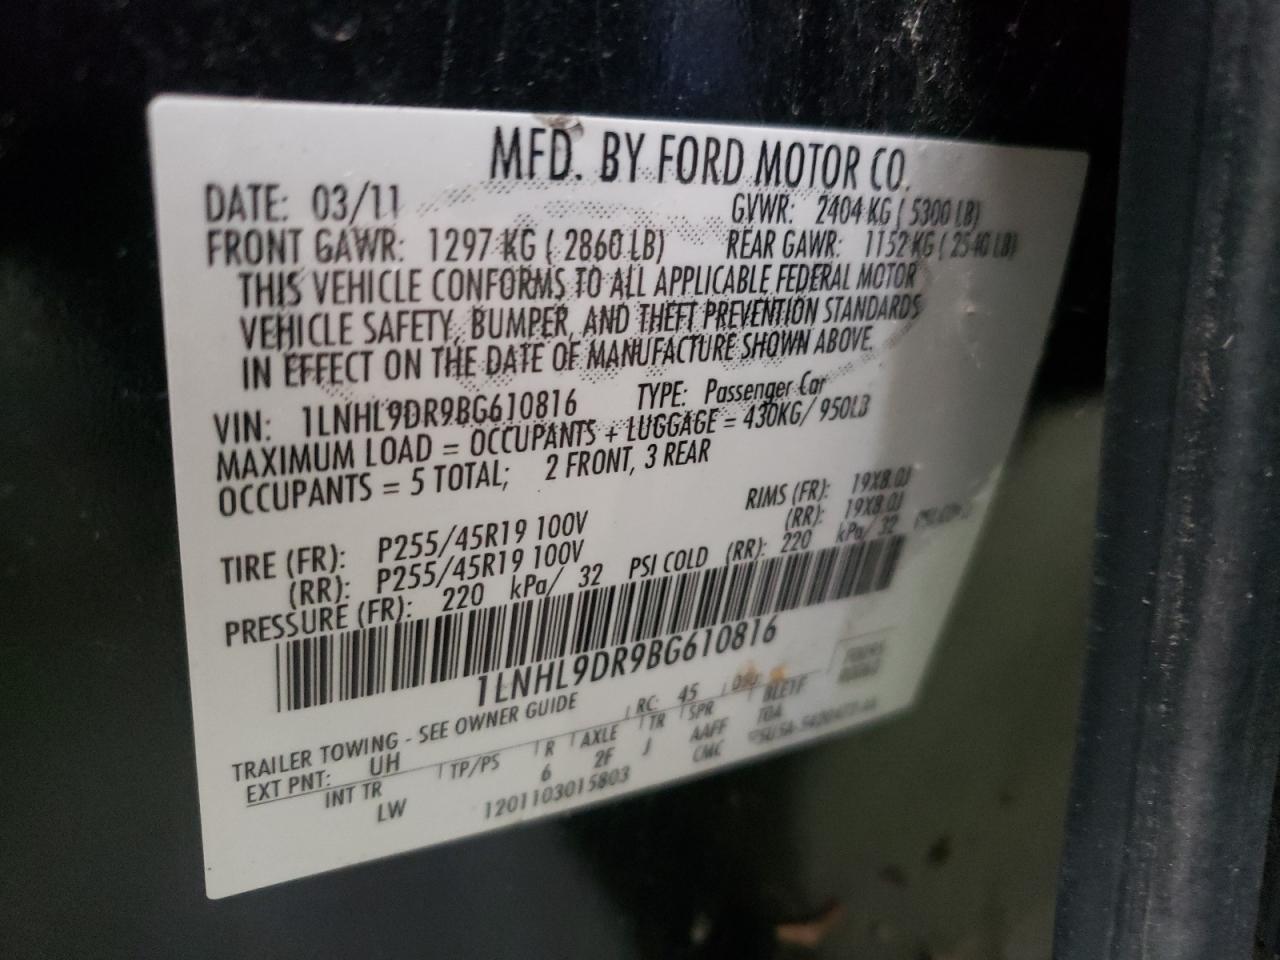 MFD. BY FORD MOTOR CO.
DATE: 03/11 GVWR: 2404 KG ( 5300 LB)
FRONT GAWR: 1297 KG ( 2860 LB) REAR GAWR: 1152 KG ( 2540 LB)
THIS VEHICLE CONFORMS TO ALL APPLICABLE FEDERAL MOTOR
VEHICLE SAFETY, BUMPER, AND THEFT PREVENTION STANDARDS
IN EFFECT ON THE DATE OF MANUFACTURE SHOWN ABOVE.
VIN: 1LNHL9DR9BG610816 TYPE: Passenger Car
MAXIMUM LOAD = OCCUPANTS + LUGGAGE = 430KG/ 950LB
OCCUPANTS = 5 TOTAL; 2 FRONT, 3 REAR
TIRE (FR): P255/45R19 100V RIMS (FR): 19X8.0J
(RR): P255/45R19 100V (RR): 19X8.0J
PRESSURE (FR): 220 kPa/ 32 PSI COLD (RR): 220 kPa/ 32
1LNHL9DR9BG610816
TRAILER TOWING - SEE OWNER GUIDE
EXT PNT: UH RC: 45 DSO:
INT TR TP/PS R AXLE TR SPR
LW 6 2F J AAFF
1201103015803 CMC